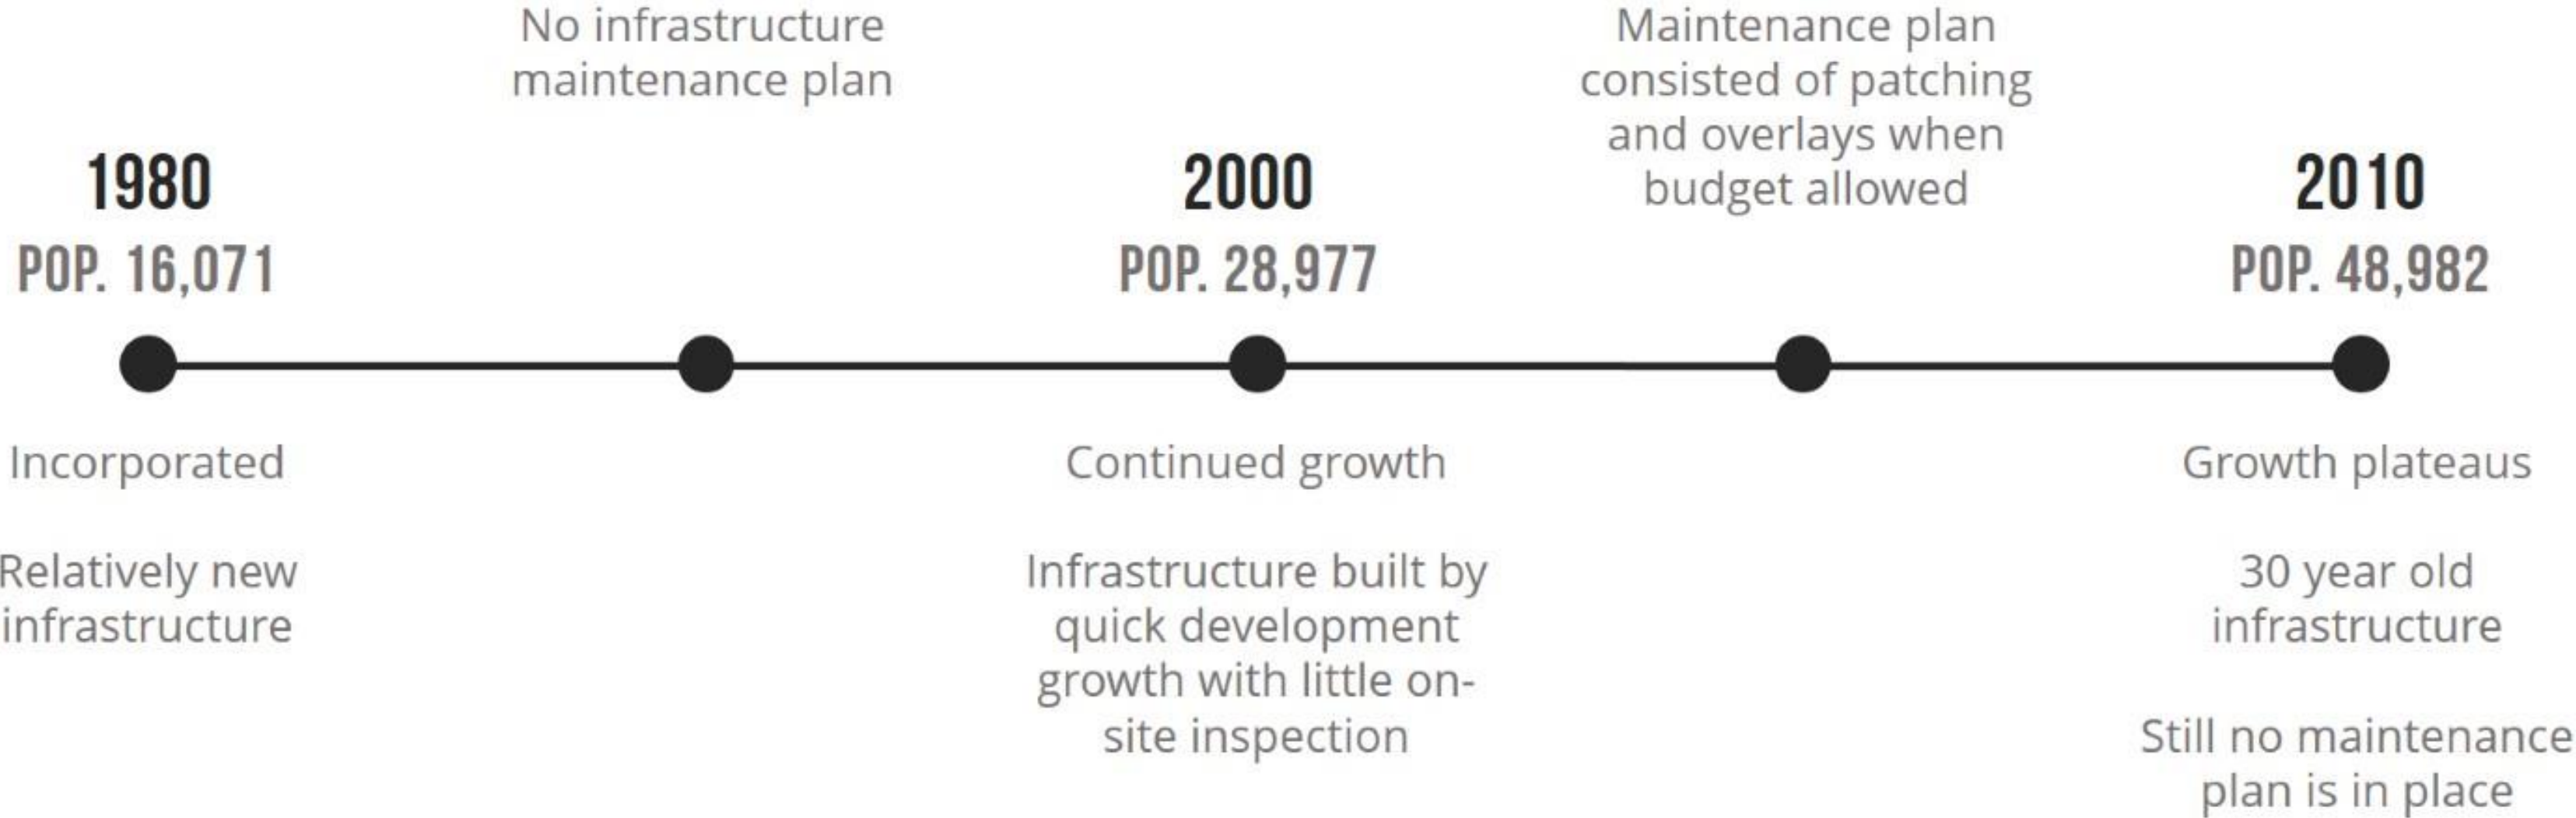 No infrastructure
maintenance plan
Maintenance plan
consisted of patching
and overlays when
budget allowed
1980
POP. 16,071
2000
POP. 28,977
2010
POP. 48,982
Incorporated
Relatively new
infrastructure
Continued growth
Infrastructure built by
quick development
growth with little on-
site inspection
Growth plateaus
30 year old
infrastructure
Still no maintenance
plan is in place